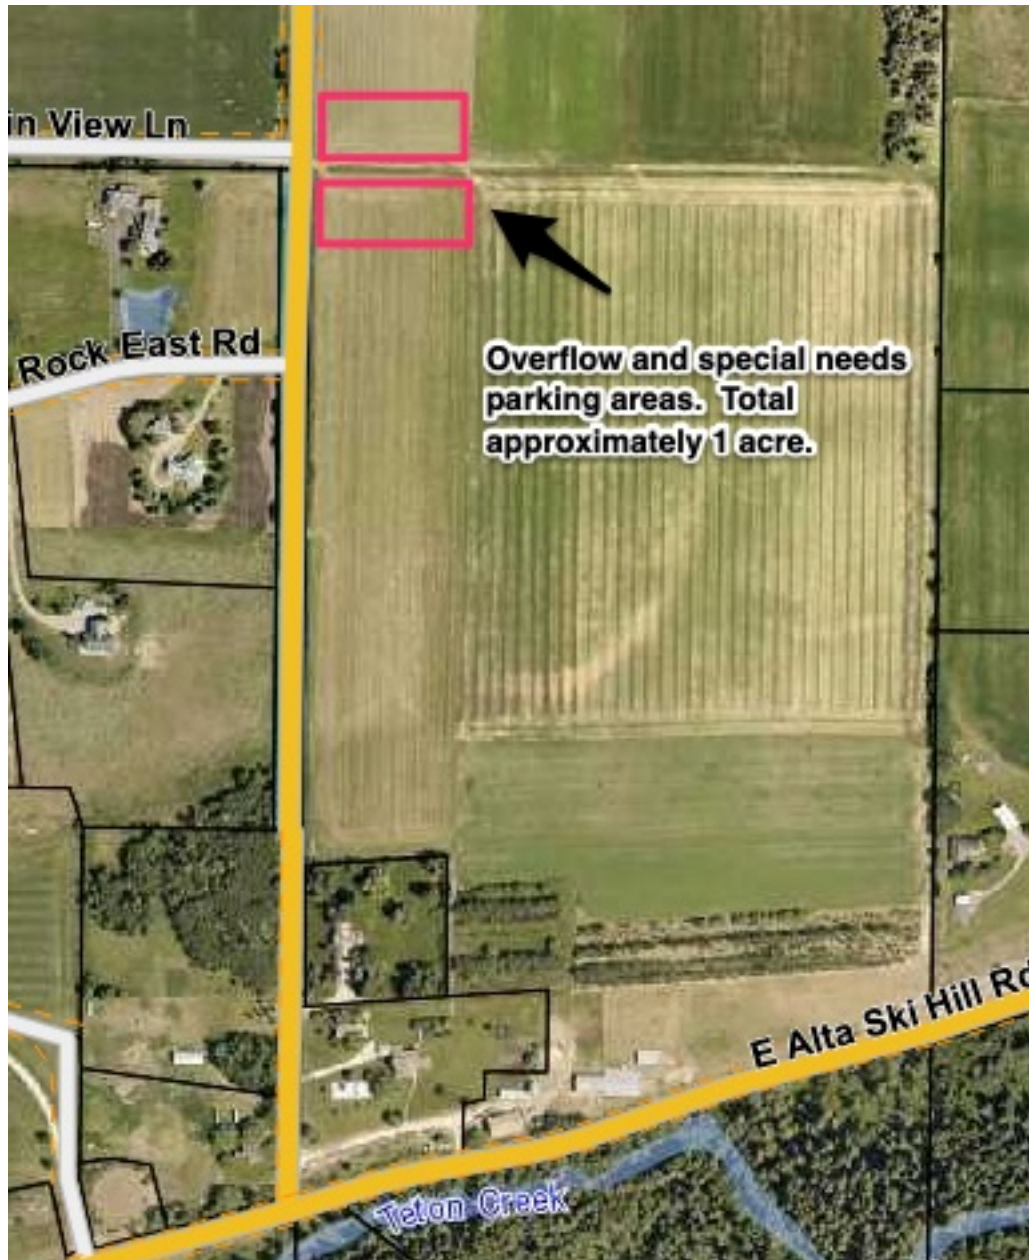 in View Ln
Rock East Rd
Overflow and special needs
parking areas.  Total
approximately 1 acre.
E Alta Ski Hill Rd
Teton Creek